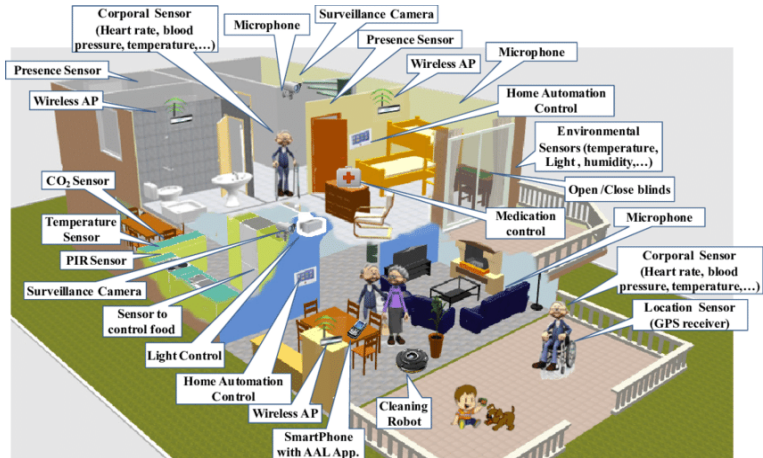 Corporal Sensor
(Heart rate, blood
pressure, temperature,…)
Microphone
Surveillance Camera
Presence Sensor
Microphone
Presence Sensor
Wireless AP
Wireless AP
Home Automation
Control
Environmental
Sensors (temperature,
Light , humidity,…)
CO₂ Sensor
Open /Close blinds
Medication
control
Microphone
Temperature
Sensor
PIR Sensor
Corporal Sensor
(Heart rate, blood
pressure, temperature,…)
Surveillance Camera
Sensor to
control food
Location Sensor
(GPS receiver)
Light Control
Home Automation
Control
Wireless AP
Cleaning
Robot
SmartPhone
with AAL App.